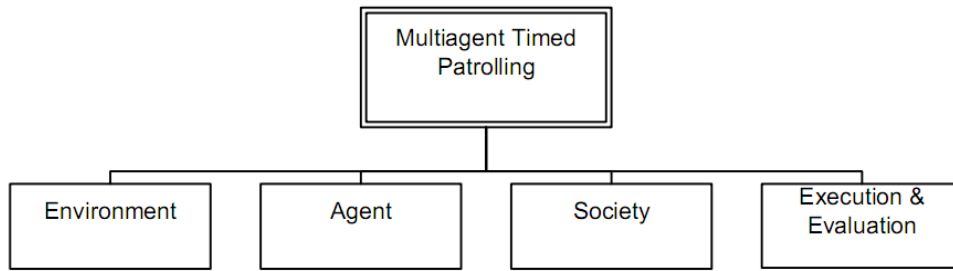 Multiagent Timed
Patrolling
Environment
Agent
Society
Execution &
Evaluation